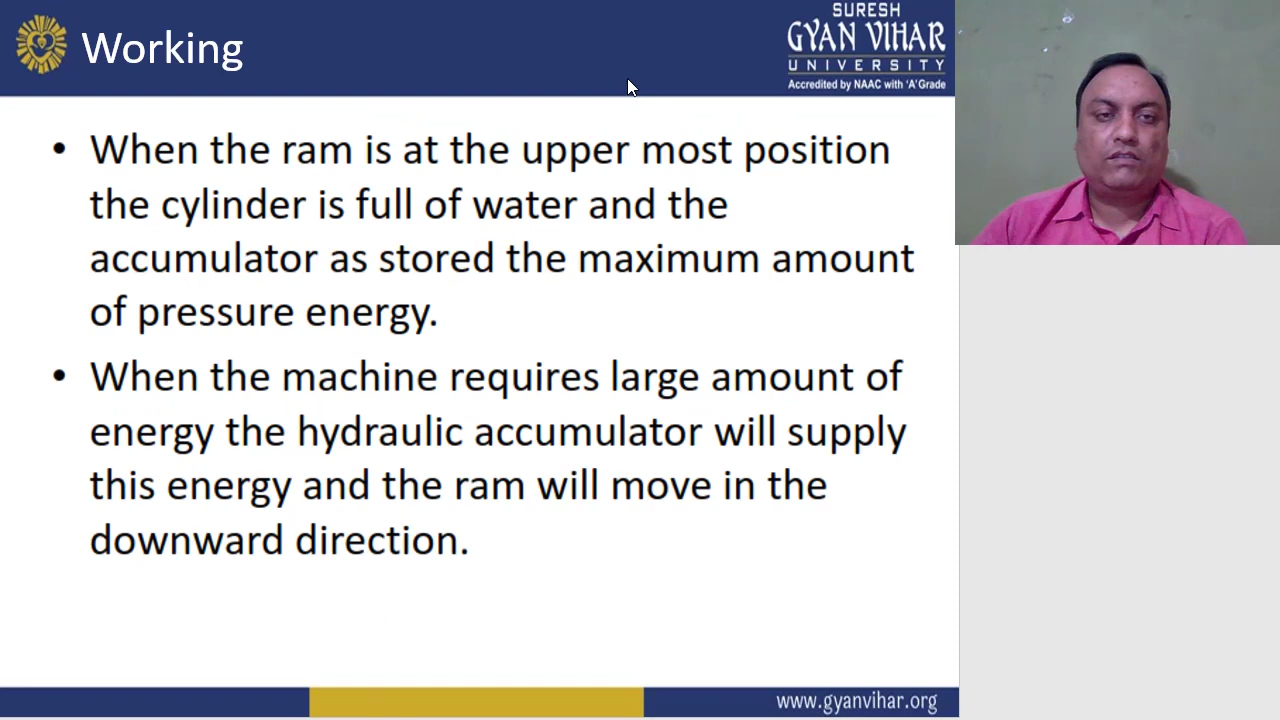 Working
SURESH
GYAN VIHAR
UNIVERSITY
Accredited by NAAC with 'A' Grade
• When the ram is at the upper most position
the cylinder is full of water and the
accumulator as stored the maximum amount
of pressure energy.
• When the machine requires large amount of
energy the hydraulic accumulator will supply
this energy and the ram will move in the
downward direction.
www.gyanvihar.org